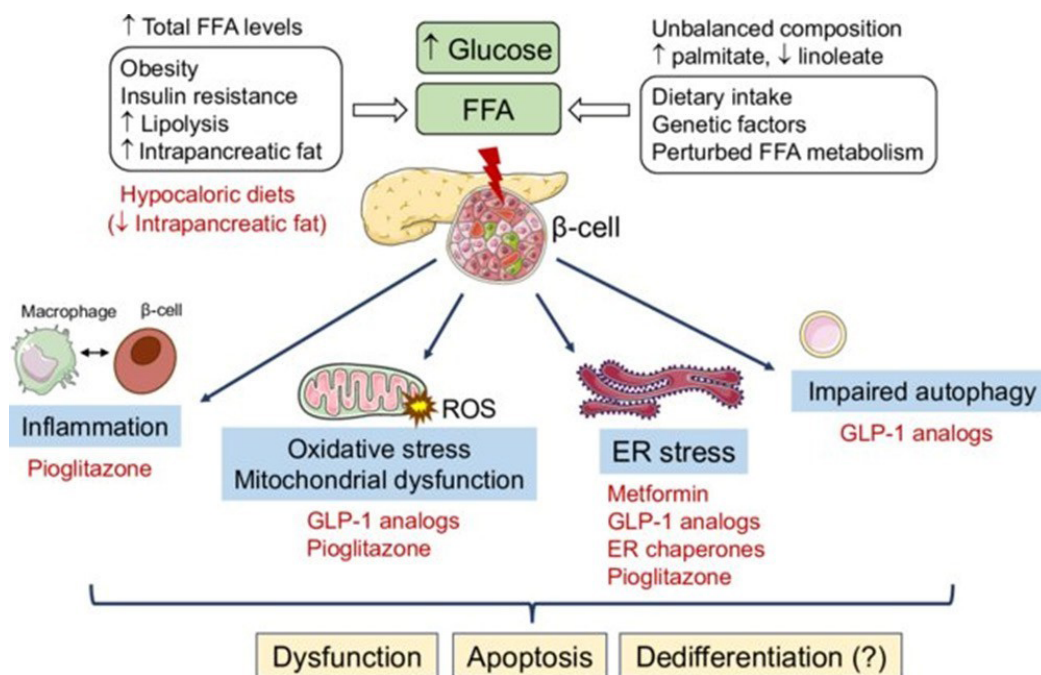 ↑ Total FFA levels
Obesity
Insulin resistance
↑ Lipolysis
↑ Intrapancreatic fat
Hypocaloric diets
(↓ Intrapancreatic fat)
↑ Glucose
FFA
Unbalanced composition
↑ palmitate, ↓ linoleate
Dietary intake
Genetic factors
Perturbed FFA metabolism
β-cell
Macrophage
β-cell
Inflammation
Pioglitazone
ROS
Oxidative stress
Mitochondrial dysfunction
GLP-1 analogs
Pioglitazone
ER stress
Metformin
GLP-1 analogs
ER chaperones
Pioglitazone
Impaired autophagy
GLP-1 analogs
Dysfunction
Apoptosis
Dedifferentiation (?)